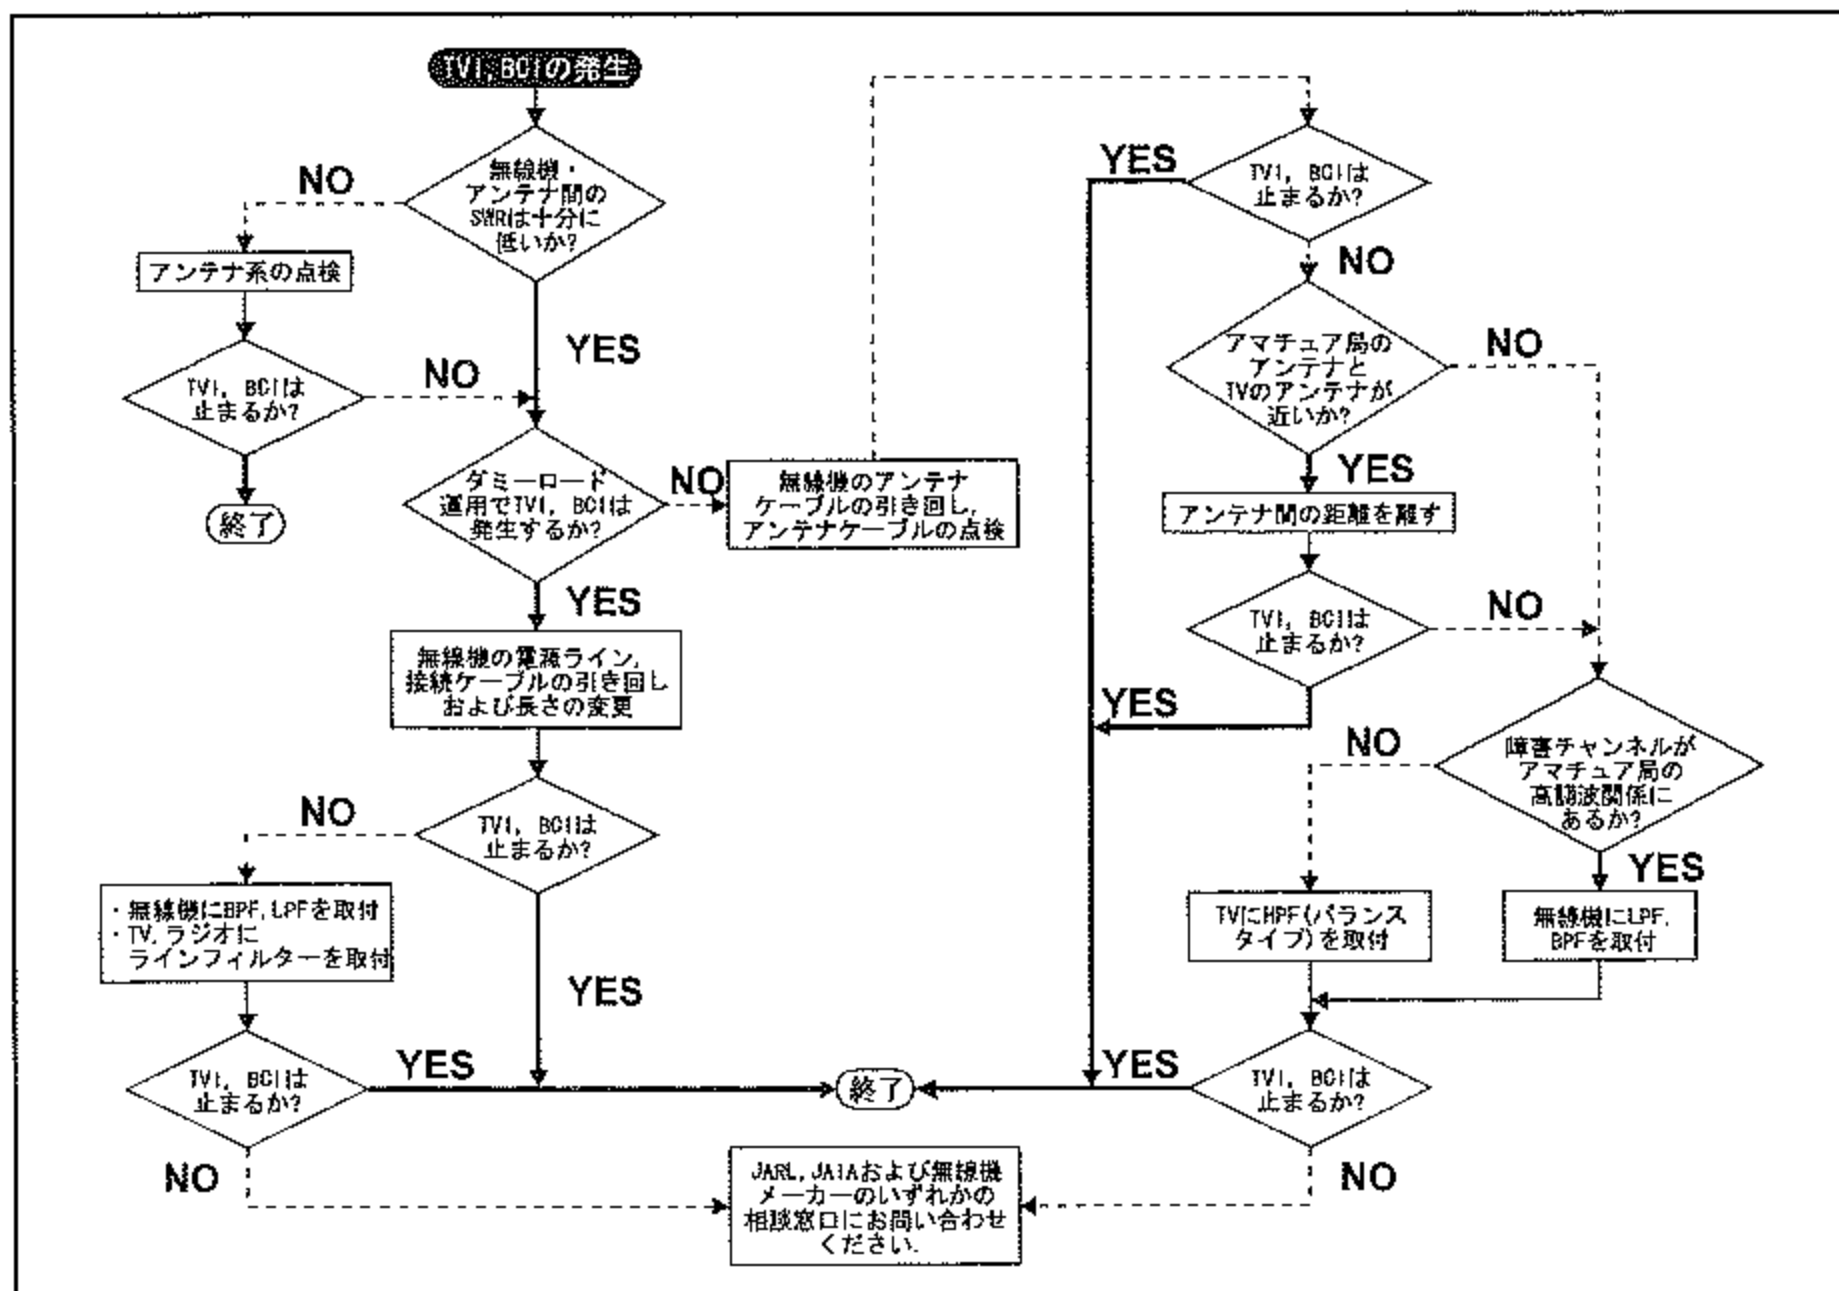 TVI, BCIの発生
無線機・
アンテナ間の
SWRは十分に
低いか?
NO
アンテナ系の点検
YES
TVI, BCIは
止まるか?
NO
終了
ダミーロード
運用でTVI, BCIは
発生するか?
NO
無線機のアンテナ
ケーブルの引き回し,
アンテナケーブルの点検
YES
無線機の電源ライン,
接続ケーブルの引き回し
および長さの変更
TVI, BCIは
止まるか?
NO
・無線機にBPF, LPFを取付
・TV, ラジオに
ラインフィルターを取付
YES
TVI, BCIは
止まるか?
YES
終了
NO
JARL, JAIAおよび無線機
メーカーのいずれかの
相談窓口にお問い合わせ
ください.
TVI, BCIは
止まるか?
YES
NO
アマチュア局の
アンテナと
TVのアンテナが
近いか?
NO
YES
アンテナ間の距離を離す
TVI, BCIは
止まるか?
NO
YES
障害チャンネルが
アマチュア局の
高調波関係に
あるか?
NO
YES
TVにHPF(バランス
タイプ)を取付
無線機にLPF,
BPFを取付
TVI, BCIは
止まるか?
YES
NO